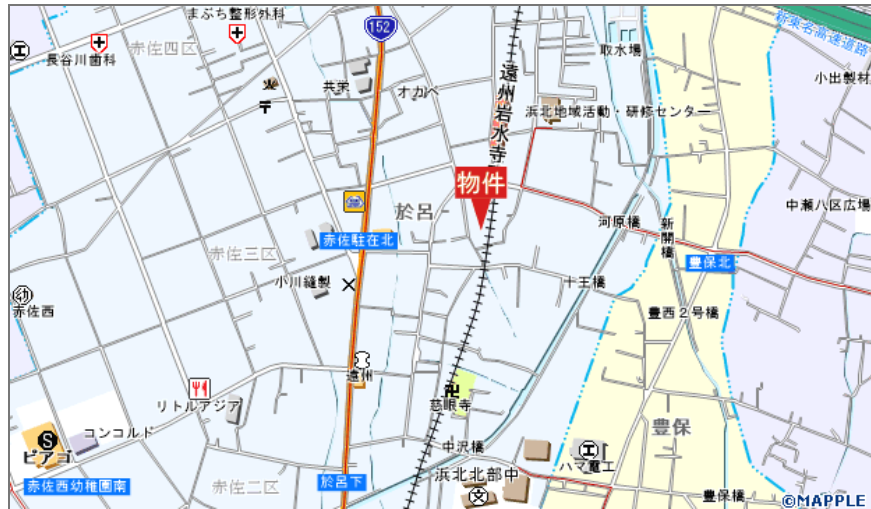 まぶち整形外科
152
新東名高速道路
取水場
赤佐四区
長谷川歯科
共栄
オカベ
小出製材
遠州岩水寺
浜北地域活動・研修センター
〒
物件
中瀬八区広場
於呂
河原橋
新開橋
赤佐駐在北
赤佐三区
豊保北
小川縫製
十王橋
幼
赤佐西
豊西2号橋
遠州
リトルアジア
慈眼寺
コンコルド
S
ピアゴ
中沢橋
豊保
ハマ電工
浜北北部中
文
赤佐西幼稚園南
赤佐二区
於呂下
豊保橋
©MAPPLE